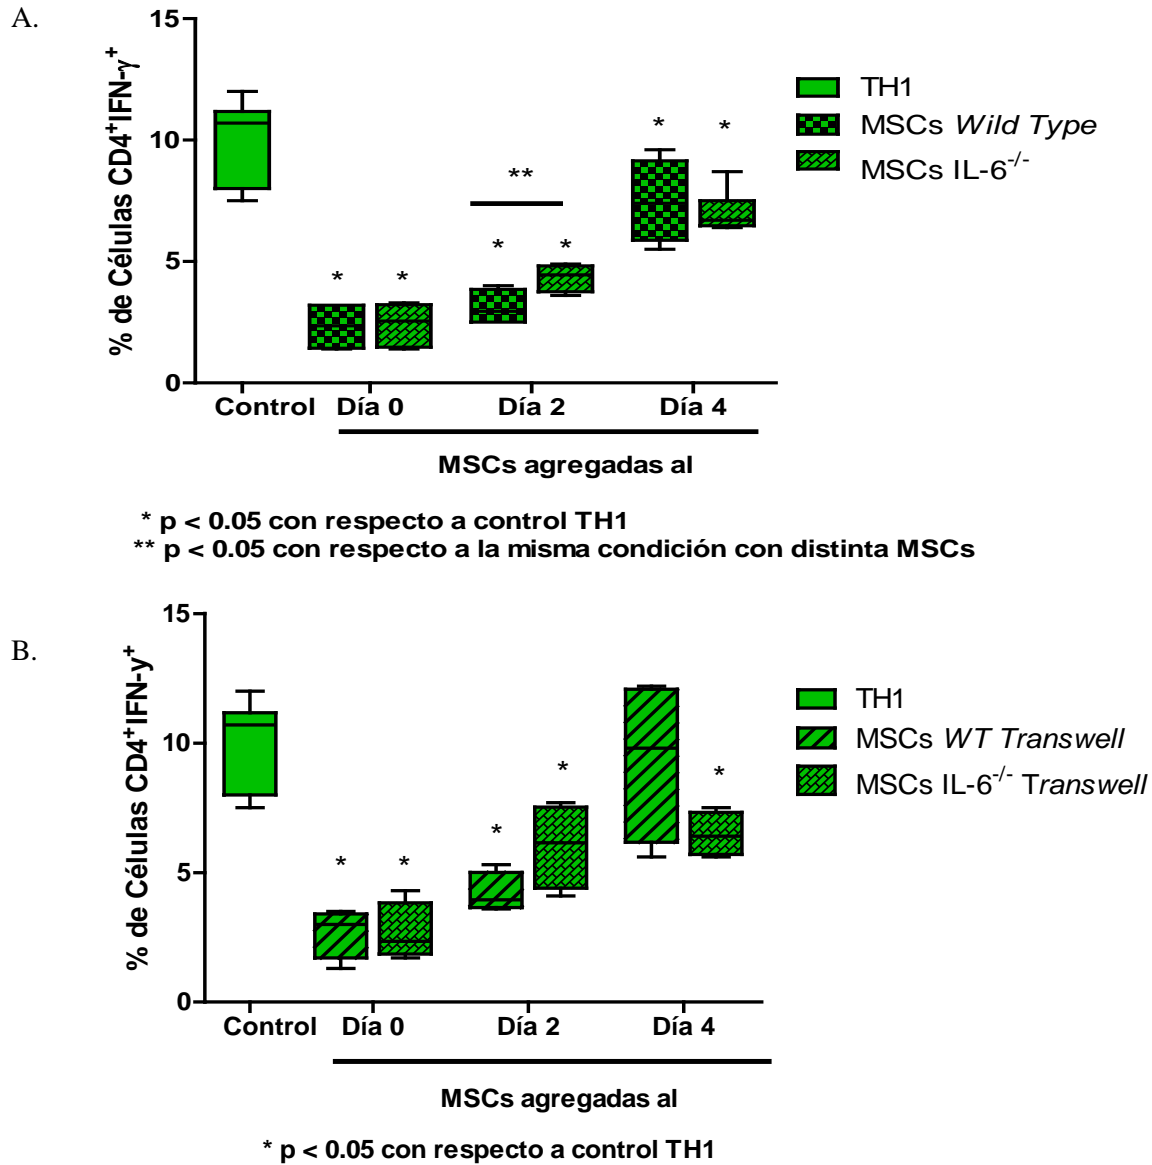 A.
% de Células CD4⁺IFN-γ⁺
15
10
5
0
*
*
**
*
*
*
*
TH1
MSCs Wild Type
MSCs IL-6⁻/⁻
Control Día 0 Día 2 Día 4
MSCs agregadas al
* p < 0.05 con respecto a control TH1
** p < 0.05 con respecto a la misma condición con distinta MSCs
B.
% de Células CD4⁺IFN-y⁺
15
10
5
0
*
*
*
*
*
TH1
MSCs WT Transwell
MSCs IL-6⁻/⁻ Transwell
Control Día 0 Día 2 Día 4
MSCs agregadas al
* p < 0.05 con respecto a control TH1